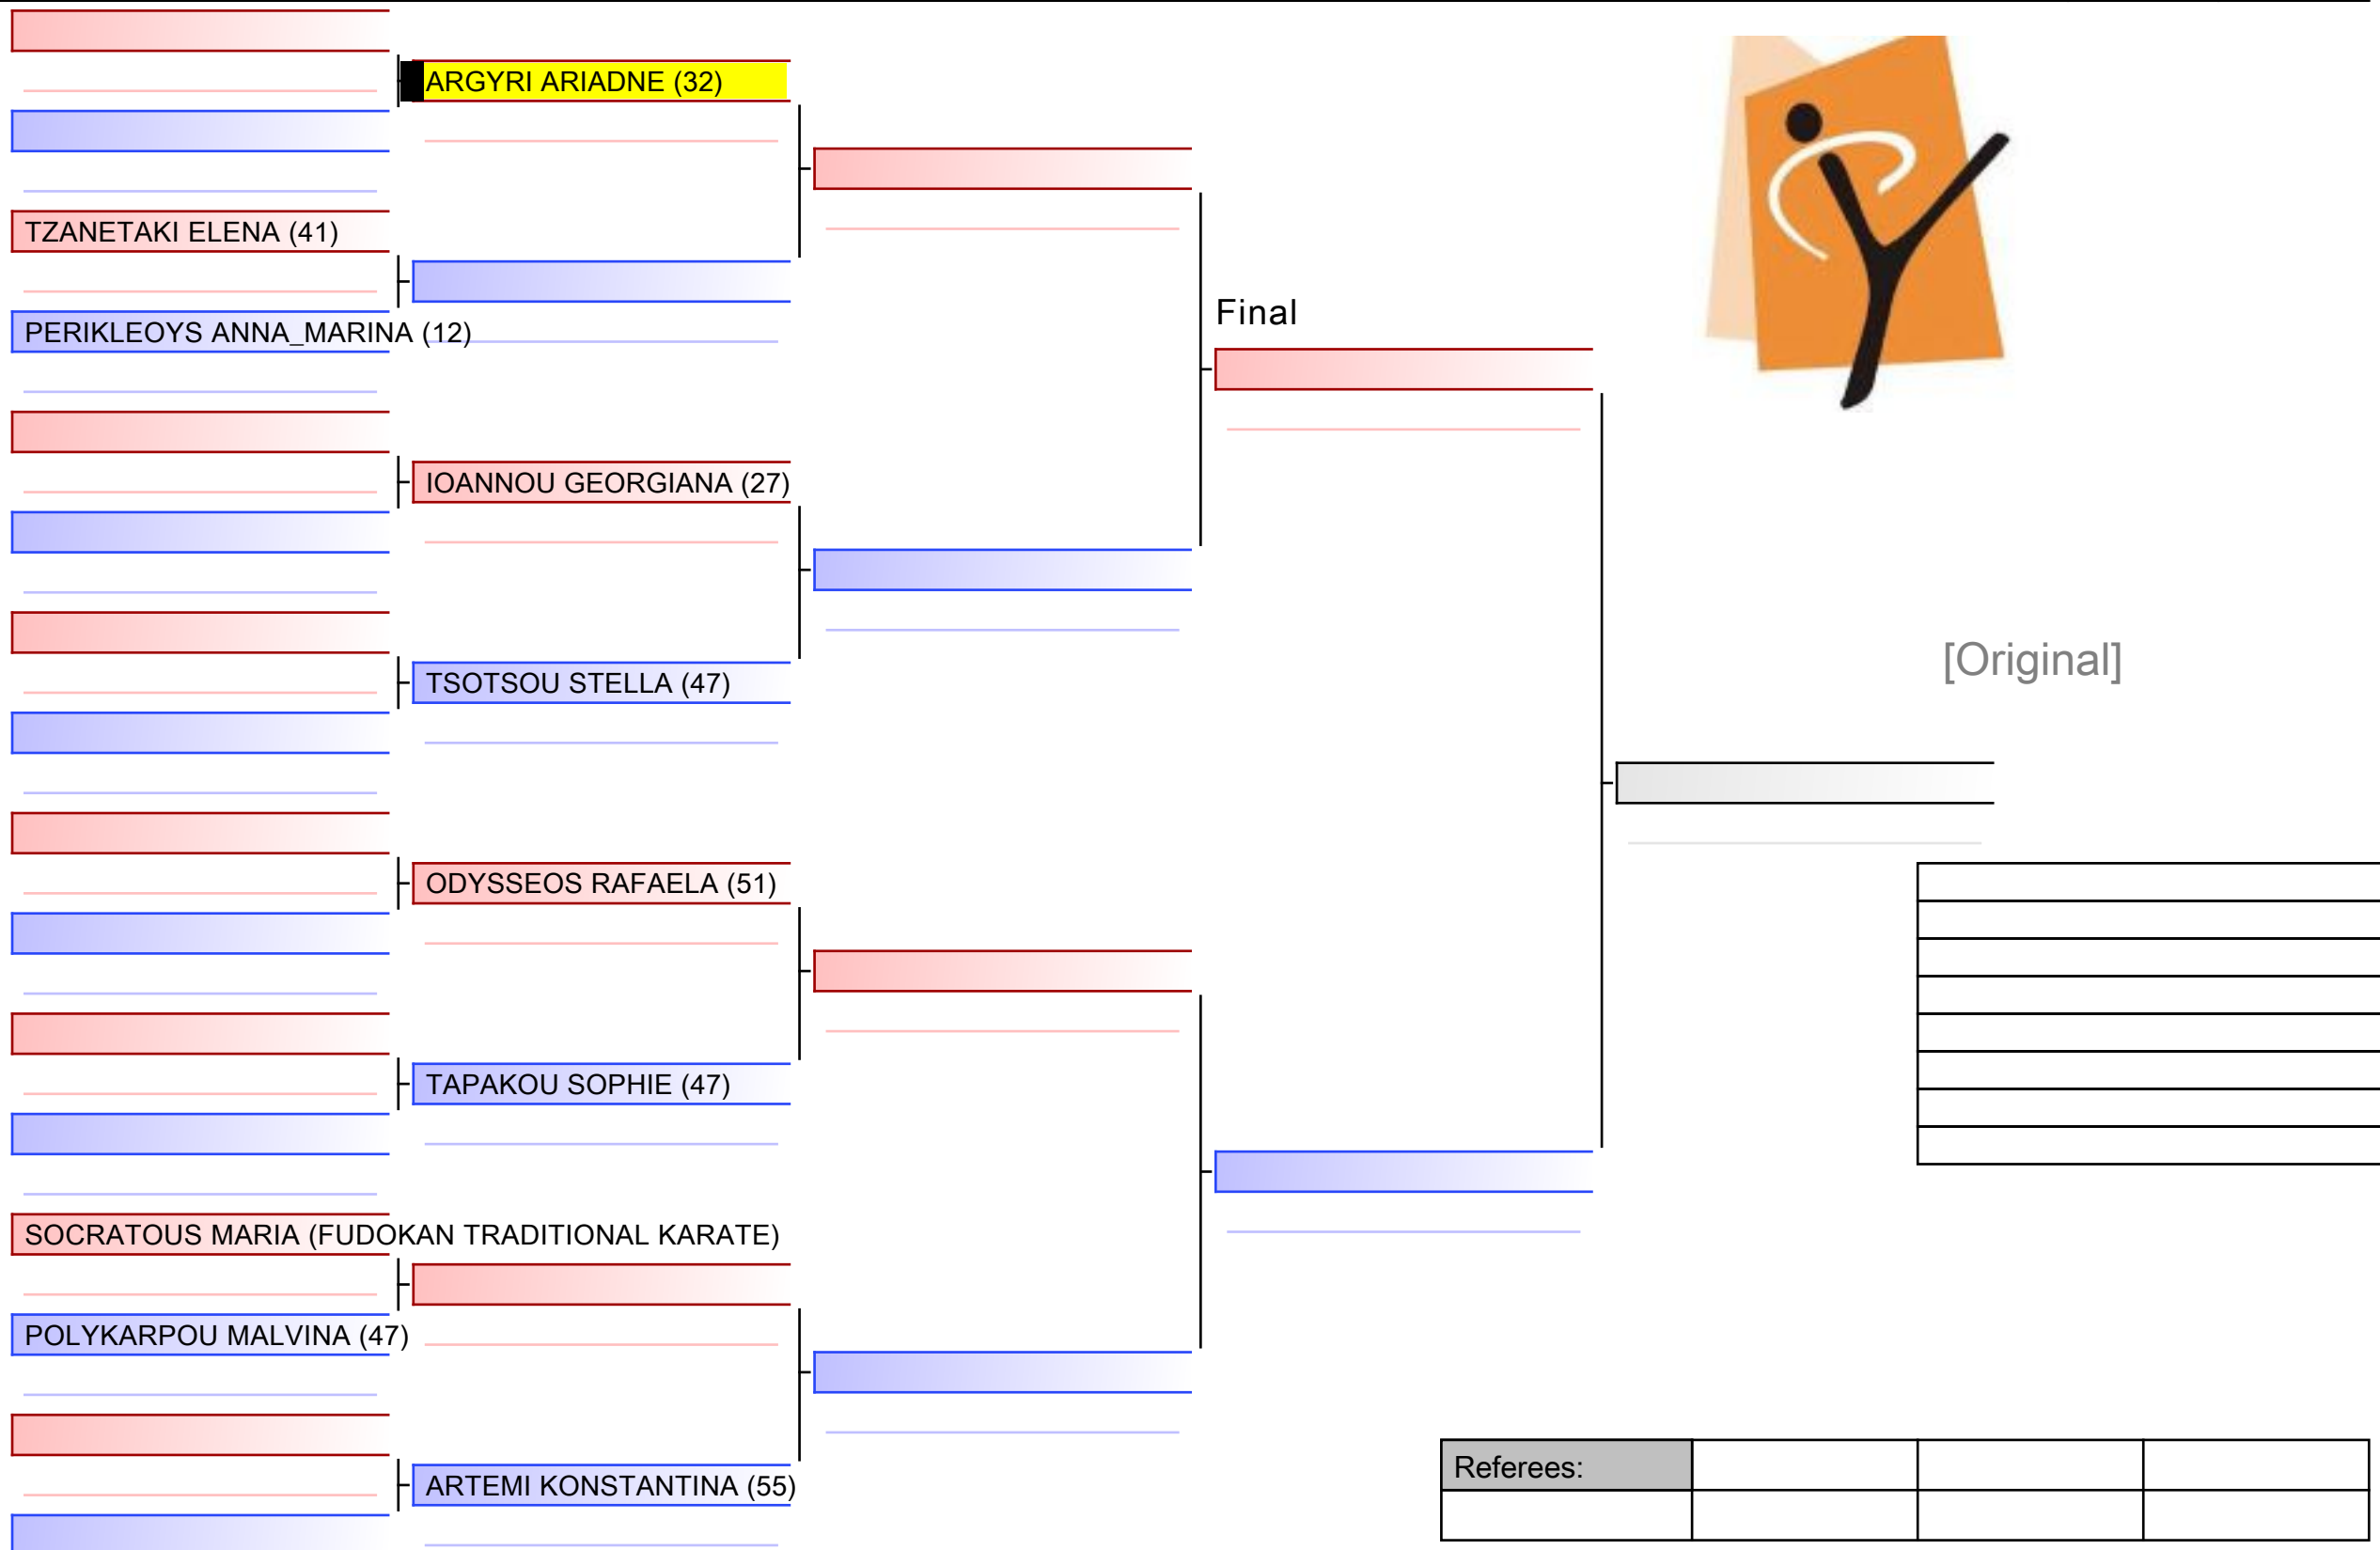 ARGYRI ARIADNE (32)
TZANETAKI ELENA (41)
PERIKLEOYS ANNA_MARINA (12)
Final
IOANNOU GEORGIANA (27)
TSOTSOU STELLA (47)
[Original]
ODYSSEOS RAFAELA (51)
TAPAKOU SOPHIE (47)
SOCRATOUS MARIA (FUDOKAN TRADITIONAL KARATE)
POLYKARPOU MALVINA (47)
ARTEMI KONSTANTINA (55)
Referees: